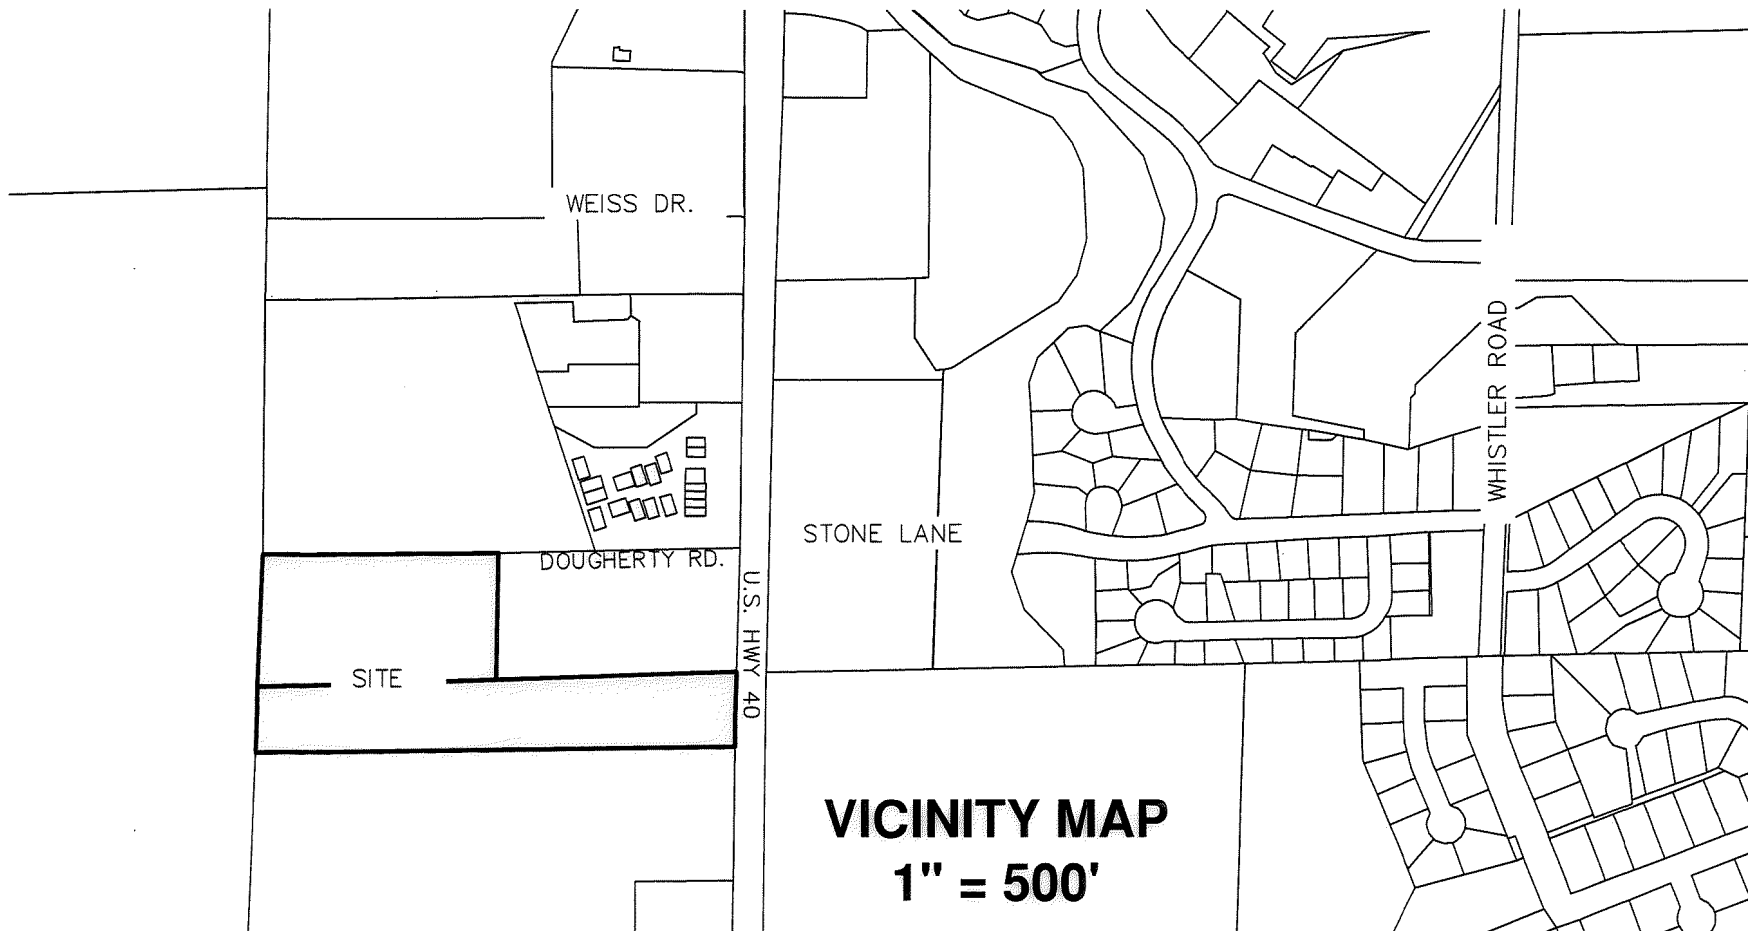 WEISS DR.
WHISTLER ROAD
STONE LANE
DOUGHERTY RD.
U.S. HWY 40
SITE
VICINITY MAP
1" = 500'